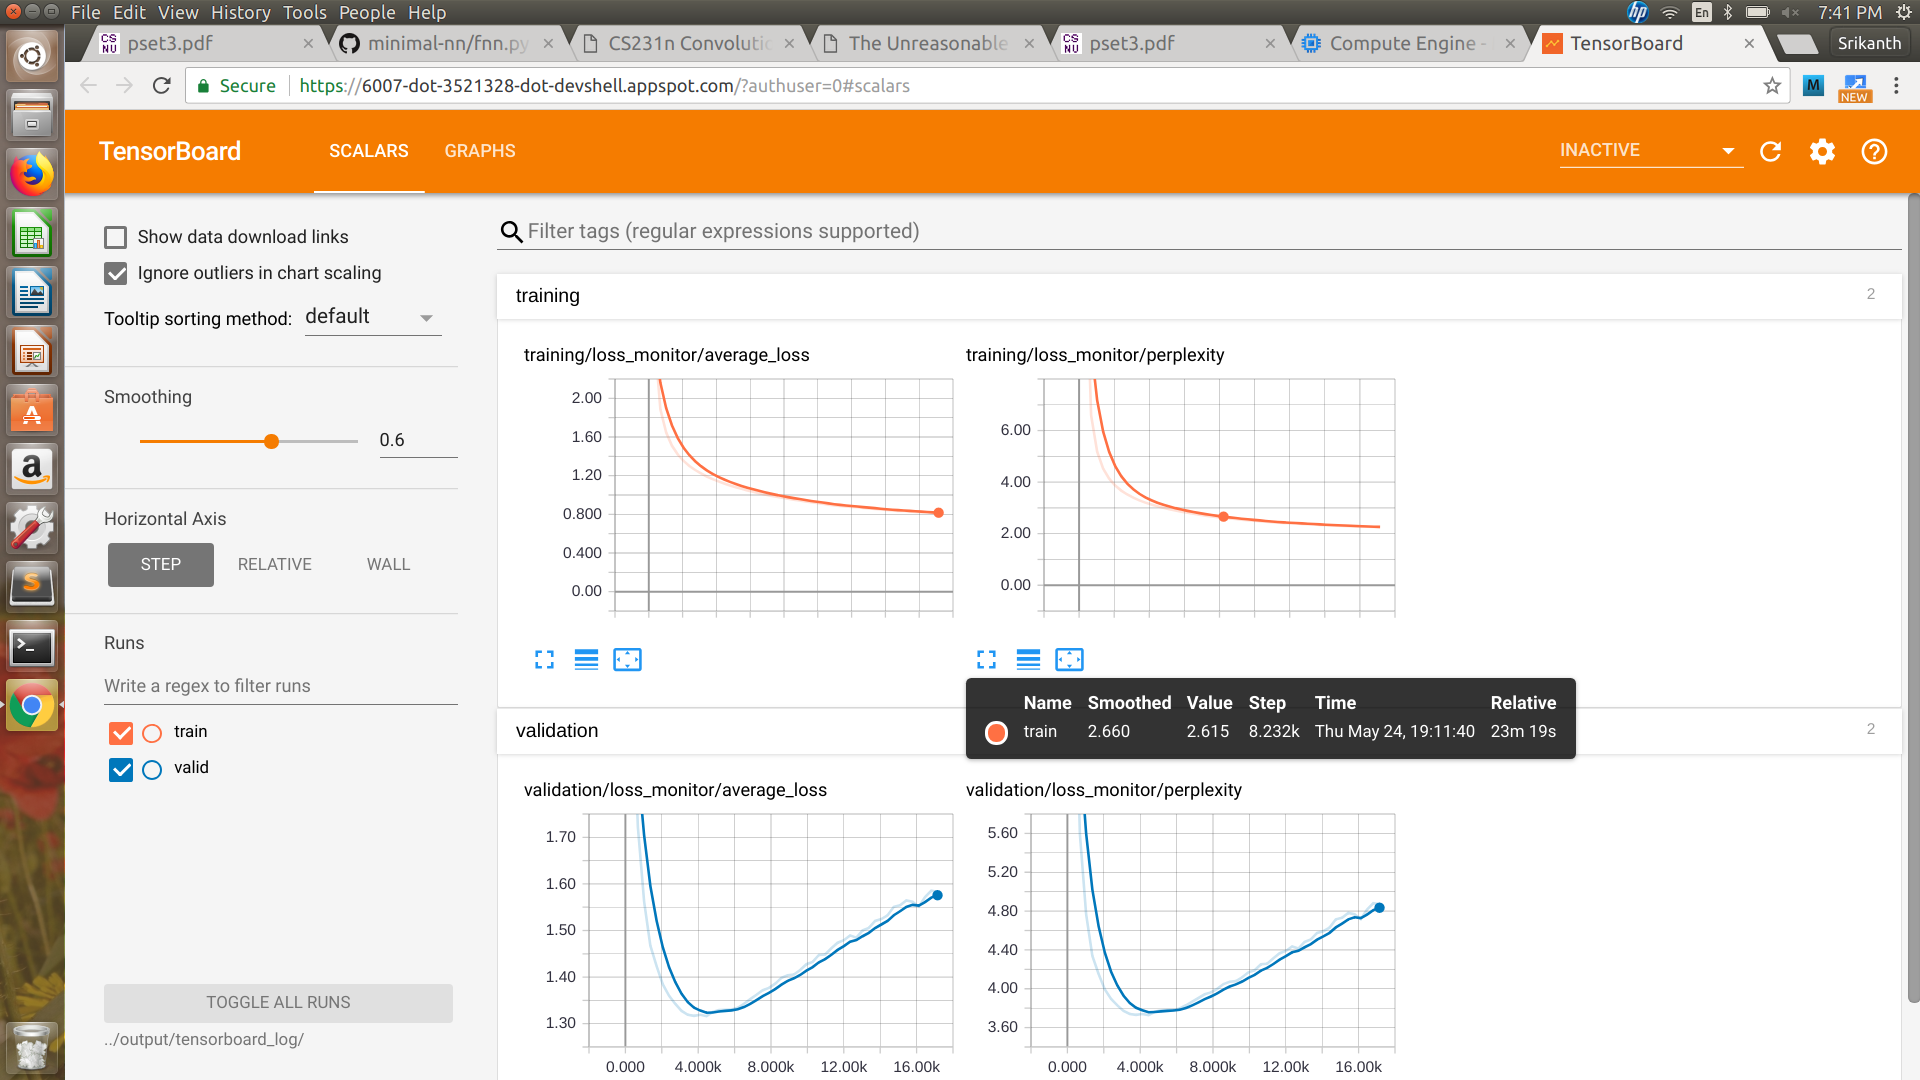 File Edit View History Tools People Help
hp En 7:41 PM
CS NU pset3.pdf
minimal-nn/fnn.py
CS231n Convolutio
The Unreasonable
CS NU pset3.pdf
Compute Engine -
TensorBoard
Srikanth
Secure https://6007-dot-3521328-dot-devshell.appspot.com/?authuser=0#scalars
M NEW
TensorBoard SCALARS GRAPHS INACTIVE
Show data download links
Ignore outliers in chart scaling
Tooltip sorting method: default
Smoothing
0.6
Horizontal Axis
STEP RELATIVE WALL
Runs
Write a regex to filter runs
train
valid
TOGGLE ALL RUNS
../output/tensorboard_log/
Filter tags (regular expressions supported)
training 2
training/loss_monitor/average_loss
2.00
1.60
1.20
0.800
0.400
0.00
training/loss_monitor/perplexity
6.00
4.00
2.00
0.00
Name Smoothed Value Step Time Relative
train 2.660 2.615 8.232k Thu May 24, 19:11:40 23m 19s
validation 2
validation/loss_monitor/average_loss
1.70
1.60
1.50
1.40
1.30
0.000 4.000k 8.000k 12.00k 16.00k
validation/loss_monitor/perplexity
5.60
5.20
4.80
4.40
4.00
3.60
0.000 4.000k 8.000k 12.00k 16.00k